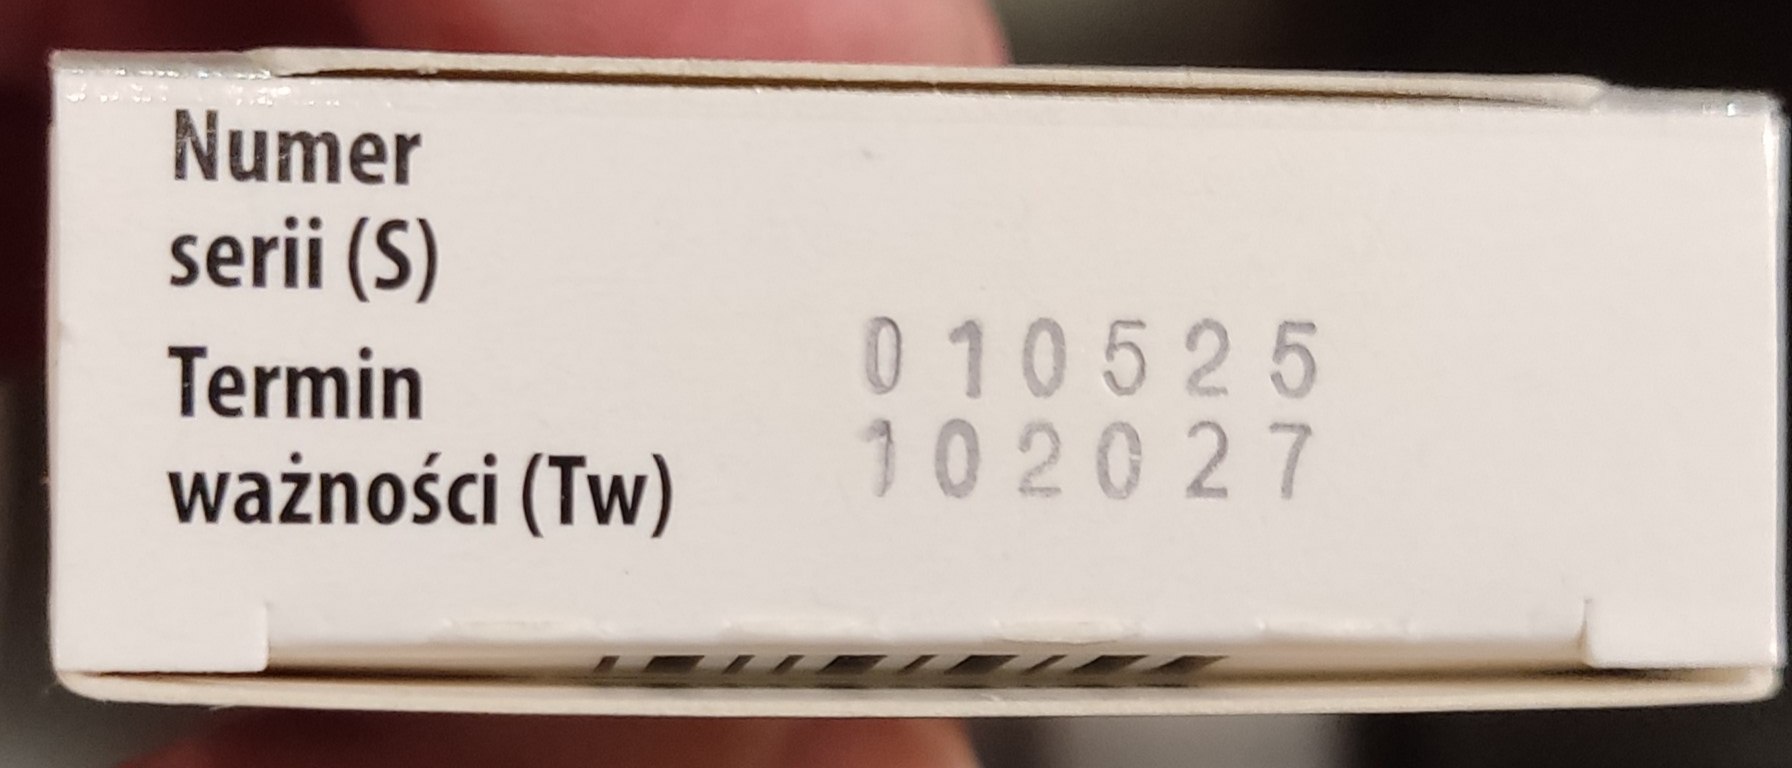 Numer
serii (S)
010525
Termin
102027
ważności (Tw)